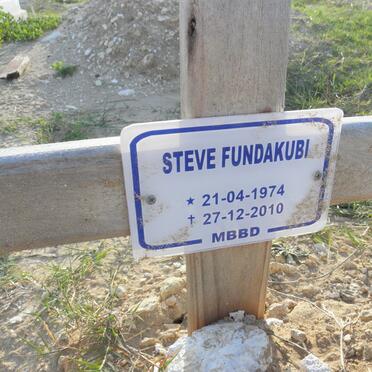 STEVE FUNDAKUBI
★ 21-04-1974
✝ 27-12-2010
MBBD